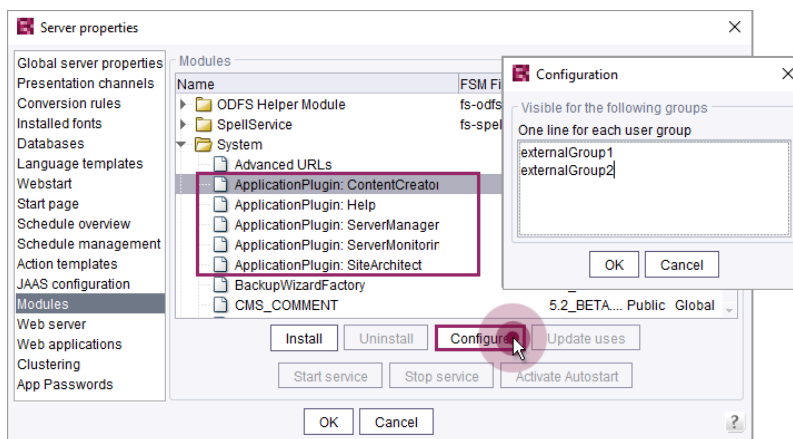 Server properties
Global server properties
Presentation channels
Conversion rules
Installed fonts
Databases
Language templates
Webstart
Start page
Schedule overview
Schedule management
Action templates
JAAS configuration
Modules
Web server
Web applications
Clustering
App Passwords
Modules
Name FSM Fi
ODFS Helper Module fs-odfs
SpellService fs-spel
System
Advanced URLs
ApplicationPlugin: ContentCreator
ApplicationPlugin: Help
ApplicationPlugin: ServerManager
ApplicationPlugin: ServerMonitorin
ApplicationPlugin: SiteArchitect
BackupWizardFactory
CMS_COMMENT 5.2_BETA... Public Global
Install Uninstall Configure Update uses
Start service Stop service Activate Autostart
OK Cancel ?
Configuration
Visible for the following groups
One line for each user group
externalGroup1
externalGroup2
OK Cancel